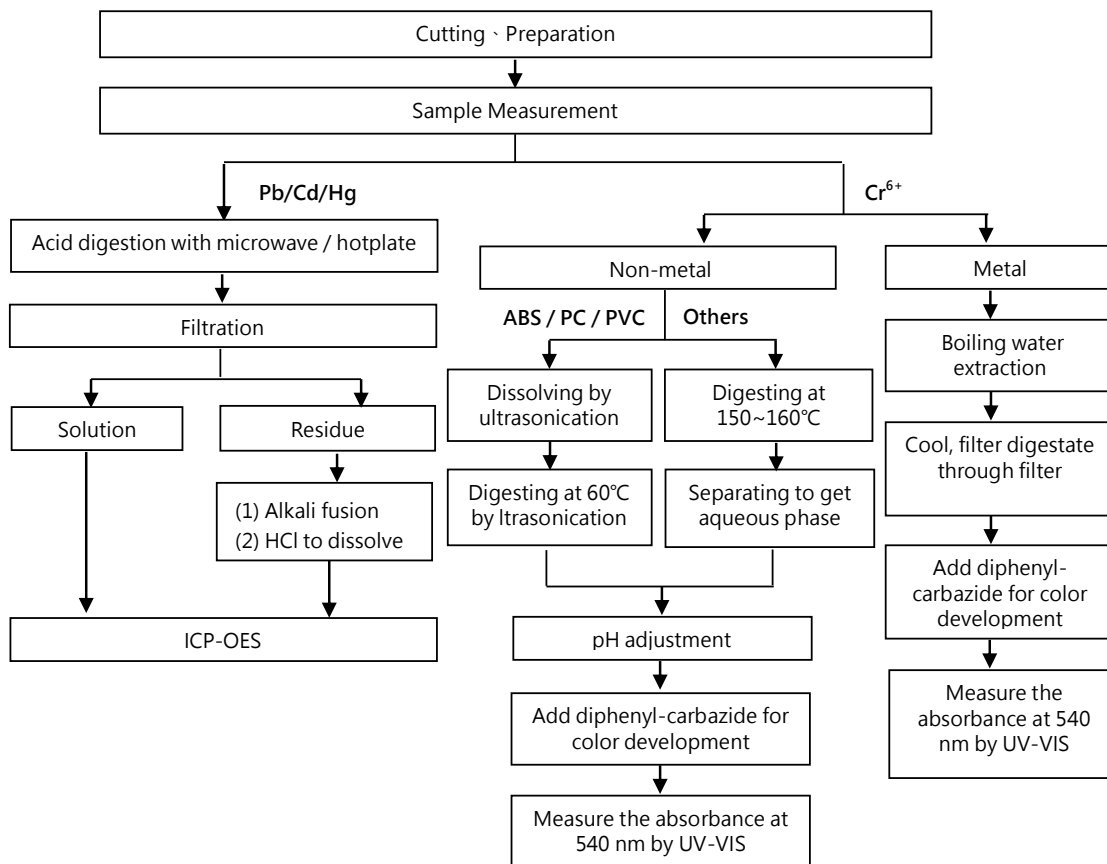 Cutting、Preparation
Sample Measurement
Pb/Cd/Hg
Cr⁶⁺
Acid digestion with microwave / hotplate
Non-metal
Metal
Filtration
ABS / PC / PVC
Others
Boiling water
extraction
Dissolving by
ultrasonication
Digesting at
150~160℃
Solution
Residue
Cool, filter digestate
through filter
(1) Alkali fusion
(2) HCl to dissolve
Digesting at 60℃
by ltrasonication
Separating to get
aqueous phase
Add diphenyl-
carbazide for color
development
ICP-OES
pH adjustment
Measure the
absorbance at 540
nm by UV-VIS
Add diphenyl-carbazide for
color development
Measure the absorbance at
540 nm by UV-VIS